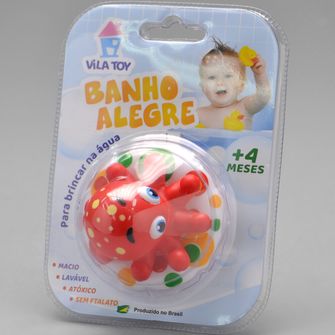 ViLA TOY
BANHO
ALEGRE
Para brincar na água
+4
MESES
• MACIO
• LAVÁVEL
• ATÓXICO
• SEM FTALATO
Produzido no Brasil